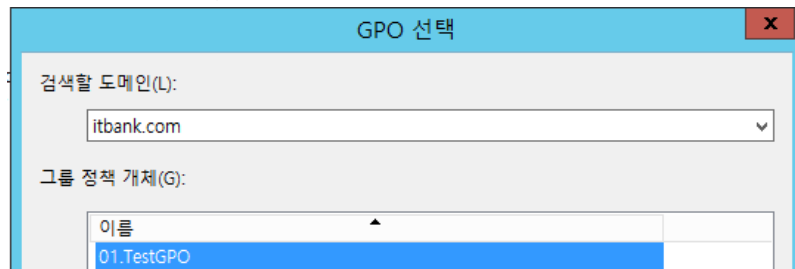 GPO 선택
검색할 도메인(L):
itbank.com
그룹 정책 개체(G):
이름
01.TestGPO